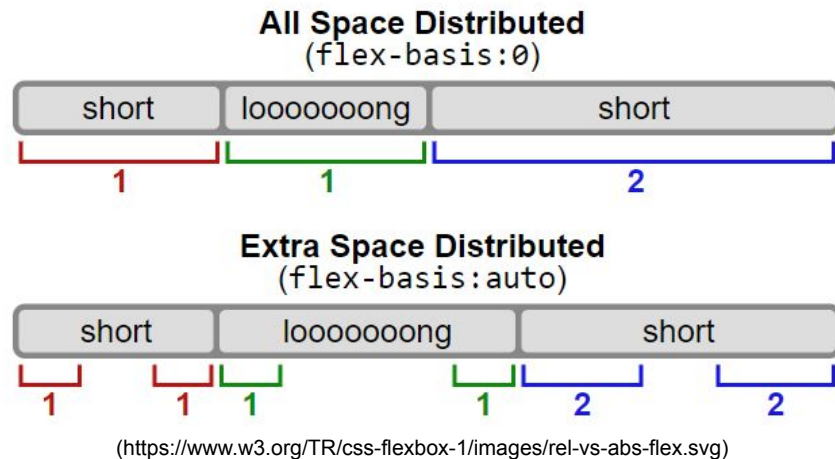 All Space Distributed
(flex-basis:0)
short looooooong short
1 1 2
Extra Space Distributed
(flex-basis:auto)
short looooooong short
1 1 1 1 2 2
(https://www.w3.org/TR/css-flexbox-1/images/rel-vs-abs-flex.svg)